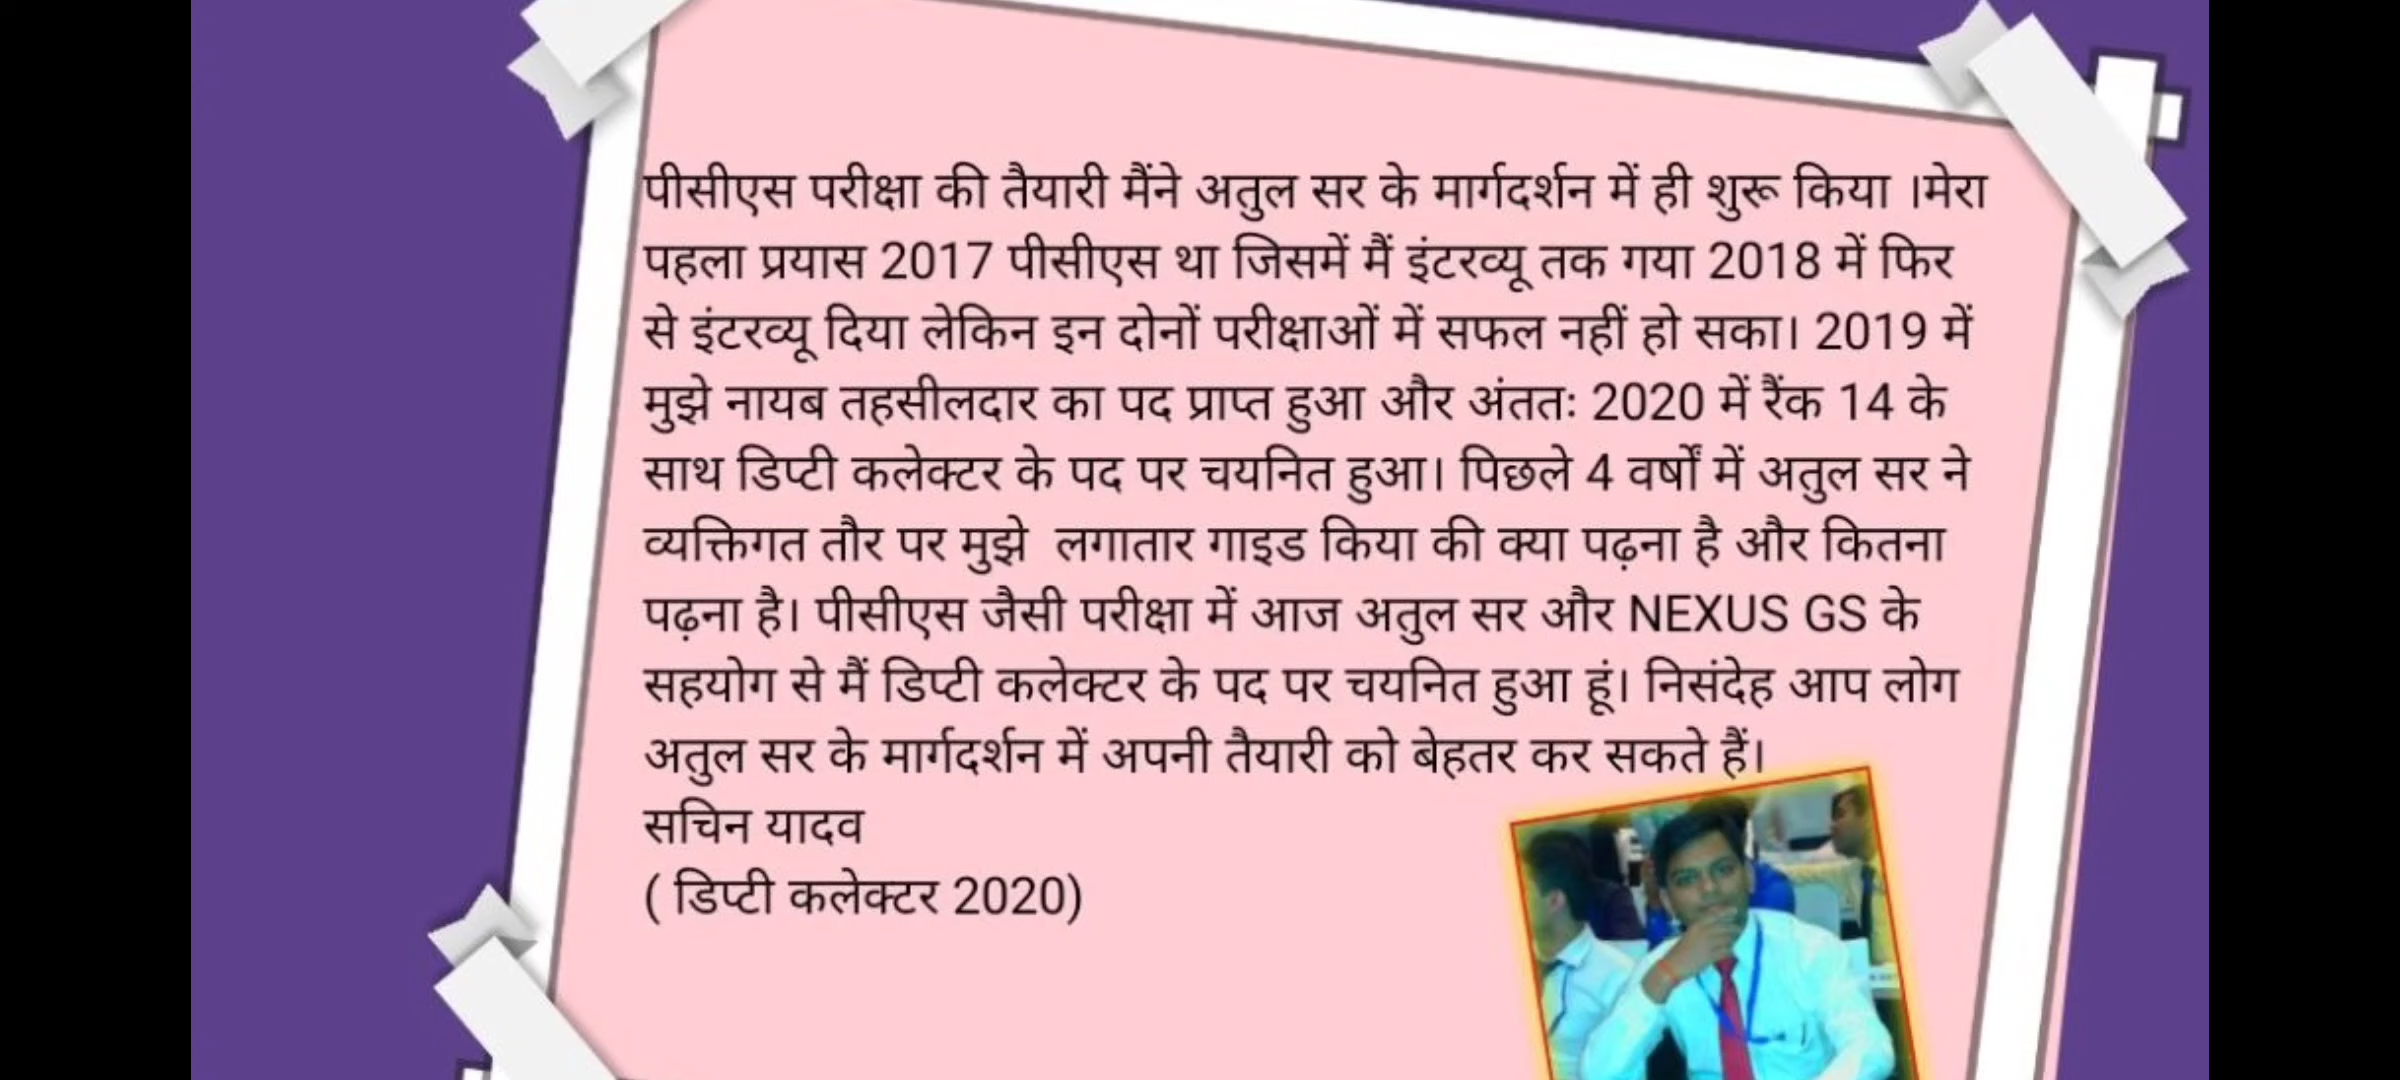 पीसीएस परीक्षा की तैयारी मैंने अतुल सर के मार्गदर्शन में ही शुरू किया ।मेरा
पहला प्रयास 2017 पीसीएस था जिसमें मैं इंटरव्यू तक गया 2018 में फिर
से इंटरव्यू दिया लेकिन इन दोनों परीक्षाओं में सफल नहीं हो सका। 2019 में
मुझे नायब तहसीलदार का पद प्राप्त हुआ और अंततः 2020 में रैंक 14 के
साथ डिप्टी कलेक्टर के पद पर चयनित हुआ। पिछले 4 वर्षों में अतुल सर ने
व्यक्तिगत तौर पर मुझे  लगातार गाइड किया की क्या पढ़ना है और कितना
पढ़ना है। पीसीएस जैसी परीक्षा में आज अतुल सर और NEXUS GS के
सहयोग से मैं डिप्टी कलेक्टर के पद पर चयनित हुआ हूं। निसंदेह आप लोग
अतुल सर के मार्गदर्शन में अपनी तैयारी को बेहतर कर सकते हैं।
सचिन यादव
( डिप्टी कलेक्टर 2020)